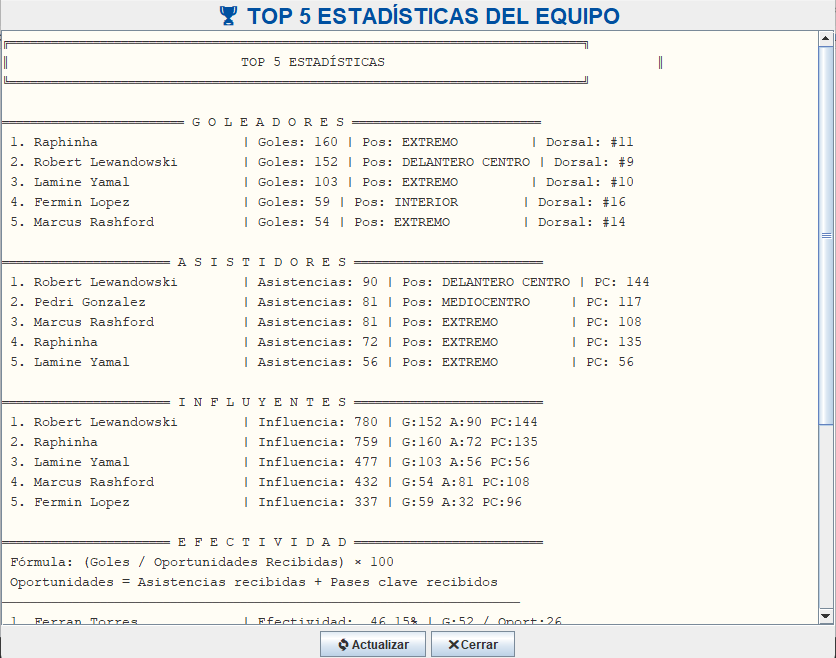 TOP 5 ESTADÍSTICAS DEL EQUIPO
TOP 5 ESTADÍSTICAS
G O L E A D O R E S
1. Raphinha | Goles: 160 | Pos: EXTREMO | Dorsal: #11
2. Robert Lewandowski | Goles: 152 | Pos: DELANTERO CENTRO | Dorsal: #9
3. Lamine Yamal | Goles: 103 | Pos: EXTREMO | Dorsal: #10
4. Fermin Lopez | Goles: 59 | Pos: INTERIOR | Dorsal: #16
5. Marcus Rashford | Goles: 54 | Pos: EXTREMO | Dorsal: #14
A S I S T I D O R E S
1. Robert Lewandowski | Asistencias: 90 | Pos: DELANTERO CENTRO | PC: 144
2. Pedri Gonzalez | Asistencias: 81 | Pos: MEDIOCENTRO | PC: 117
3. Marcus Rashford | Asistencias: 81 | Pos: EXTREMO | PC: 108
4. Raphinha | Asistencias: 72 | Pos: EXTREMO | PC: 135
5. Lamine Yamal | Asistencias: 56 | Pos: EXTREMO | PC: 56
I N F L U Y E N T E S
1. Robert Lewandowski | Influencia: 780 | G:152 A:90 PC:144
2. Raphinha | Influencia: 759 | G:160 A:72 PC:135
3. Lamine Yamal | Influencia: 477 | G:103 A:56 PC:56
4. Marcus Rashford | Influencia: 432 | G:54 A:81 PC:108
5. Fermin Lopez | Influencia: 337 | G:59 A:32 PC:96
E F E C T I V I D A D
Fórmula: (Goles / Oportunidades Recibidas) × 100
Oportunidades = Asistencias recibidas + Pases clave recibidos
1. Ferran Torres | Efectividad: 46,15% | G:52 / Oport:26
Actualizar
Cerrar